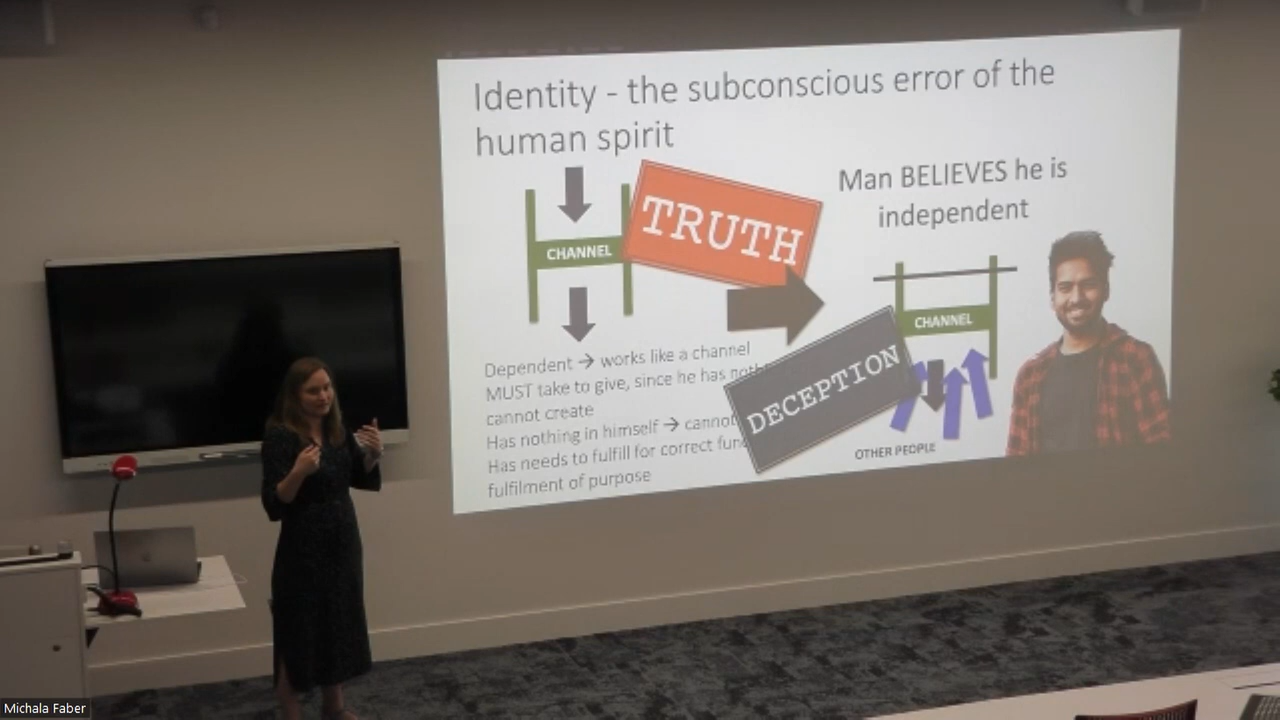 Identity - the subconscious error of the
human spirit
TRUTH
Man BELIEVES he is
independent
CHANNEL
CHANNEL
DECEPTION
Dependent → works like a channel
MUST take to give, since he has
cannot create
Has nothing in himself → cannot
Has needs to fulfill for correct
fulfilment of purpose
OTHER PEOPLE
Michala Faber